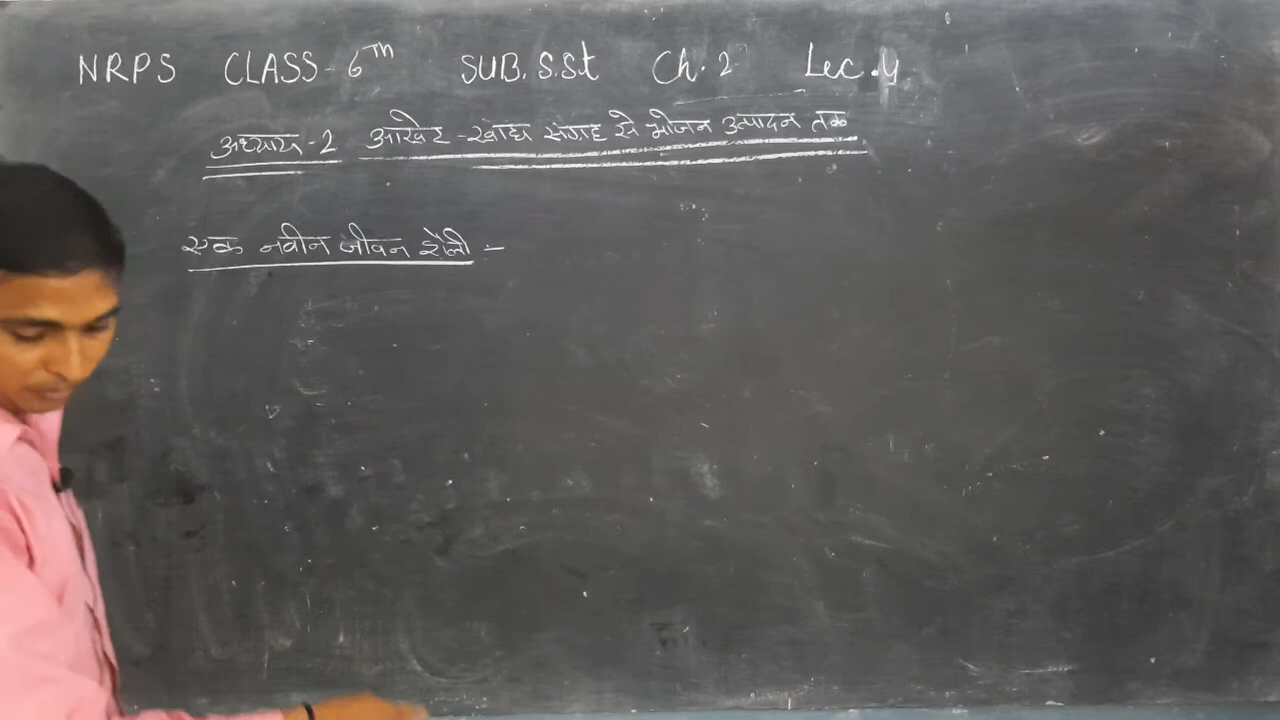 NRPS CLASS-6Th SUB. S.St Ch.2 Lec.4
अध्याय-2 आखेट-खाद्य संग्रह से भोजन उत्पादन तक
एक नवीन जीवन शैली :-